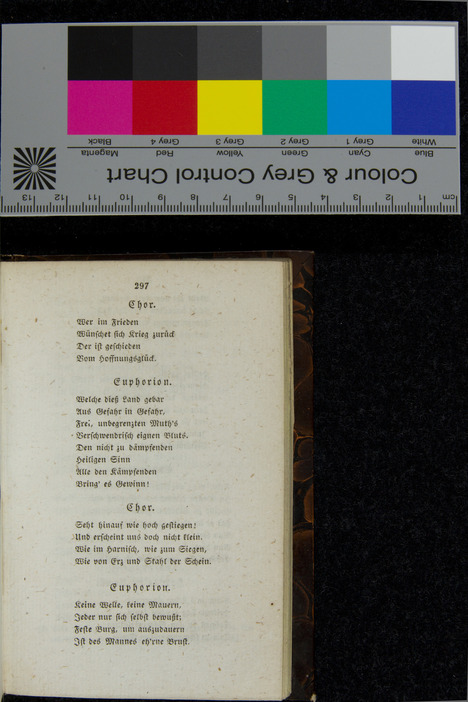 Black
Grey 4
Grey 3
Grey 2
Grey 1
White
Magenta
Red
Yellow
Green
Cyan
Blue
Colour & Grey Control Chart
13 12 11 10 9 8 7 6 5 4 3 2 1 cm
297
Chor.
Wer im Frieden
Wünschet sich Krieg zurück
Der ist geschieden
Vom Hoffnungsglück.
Euphorion.
Welche dieß Land gebar
Aus Gefahr in Gefahr,
Frei, unbegrenzten Muth's
Verschwendrisch eignen Bluts.
Den nicht zu dämpfenden
Heiligen Sinn
Alle den Kämpfenden
Bring' es Gewinn!
Chor.
Seht hinauf wie hoch gestiegen!
Und erscheint uns doch nicht klein.
Wie im Harnisch, wie zum Siegen,
Wie von Erz und Stahl der Schein.
Euphorion.
Keine Welle, keine Mauern,
Jeder nur sich selbst bewußt;
Feste Burg, um auszudauern
Ist des Mannes eh'rne Brust.